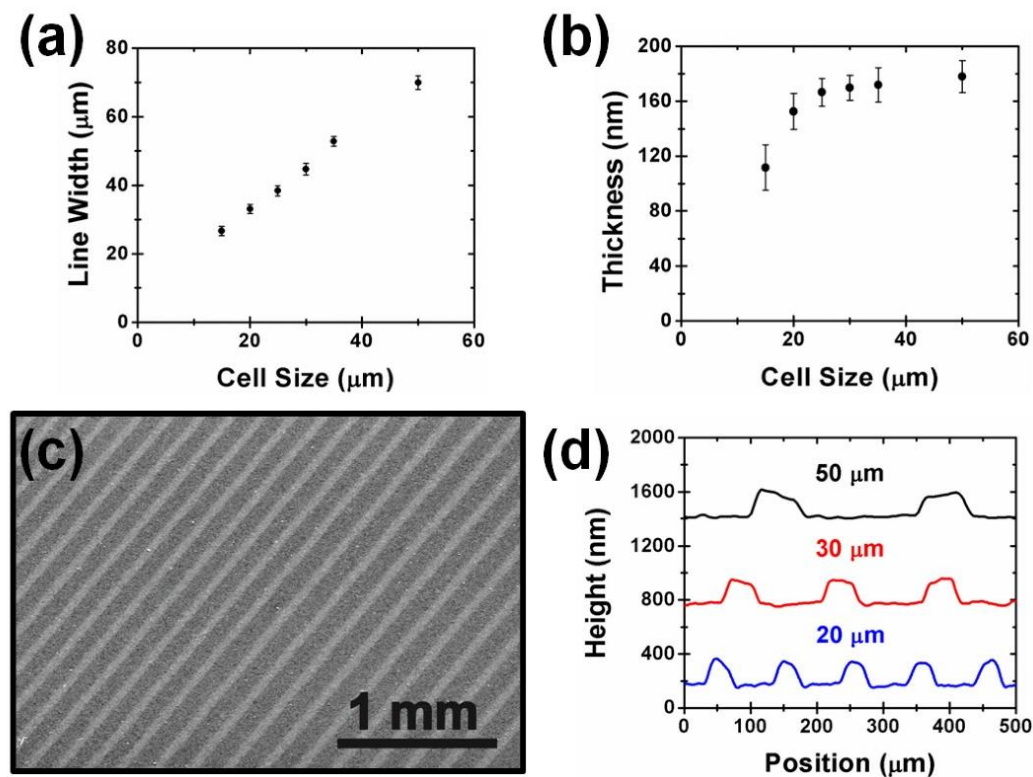 (a)
80
60
40
20
0
Line Width (μm)
0 20 40 60
Cell Size (μm)
(b)
200
160
120
80
40
0
Thickness (nm)
0 20 40 60
Cell Size (μm)
(c)
1 mm
(d)
2000
1600
1200
800
400
0
Height (nm)
50 μm
30 μm
20 μm
0 100 200 300 400 500
Position (μm)